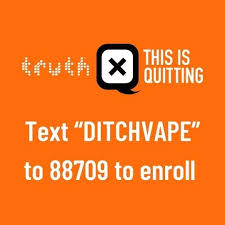 truth
THIS IS
QUITTING
Text “DITCHVAPE”
to 88709 to enroll